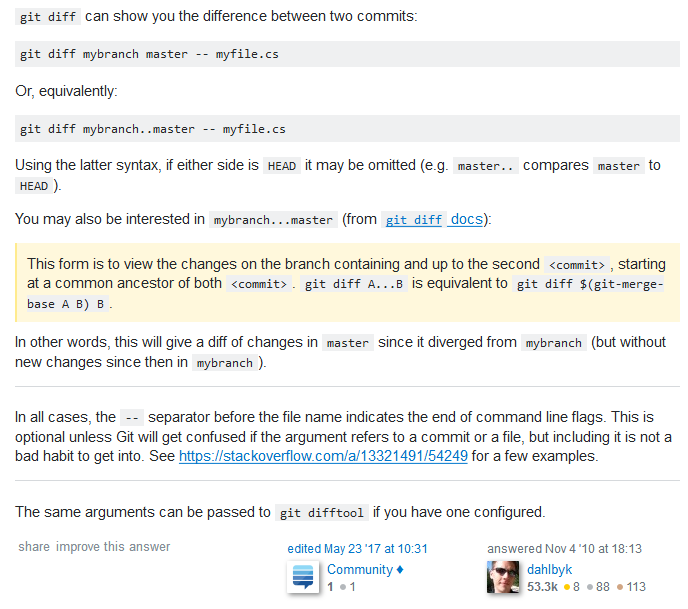 git diff can show you the difference between two commits:
git diff mybranch master -- myfile.cs
Or, equivalently:
git diff mybranch..master -- myfile.cs
Using the latter syntax, if either side is HEAD it may be omitted (e.g. master.. compares master to
HEAD ).
You may also be interested in mybranch...master (from git diff docs):
This form is to view the changes on the branch containing and up to the second <commit> , starting
at a common ancestor of both <commit> . git diff A...B is equivalent to git diff $(git-merge-
base A B) B .
In other words, this will give a diff of changes in master since it diverged from mybranch (but without
new changes since then in mybranch ).
In all cases, the -- separator before the file name indicates the end of command line flags. This is
optional unless Git will get confused if the argument refers to a commit or a file, but including it is not a
bad habit to get into. See https://stackoverflow.com/a/13321491/54249 for a few examples.
The same arguments can be passed to git difftool if you have one configured.
share improve this answer
edited May 23 '17 at 10:31
Community ♦
1 ● 1
answered Nov 4 '10 at 18:13
dahlbyk
53.3k ● 8 ● 88 ● 113